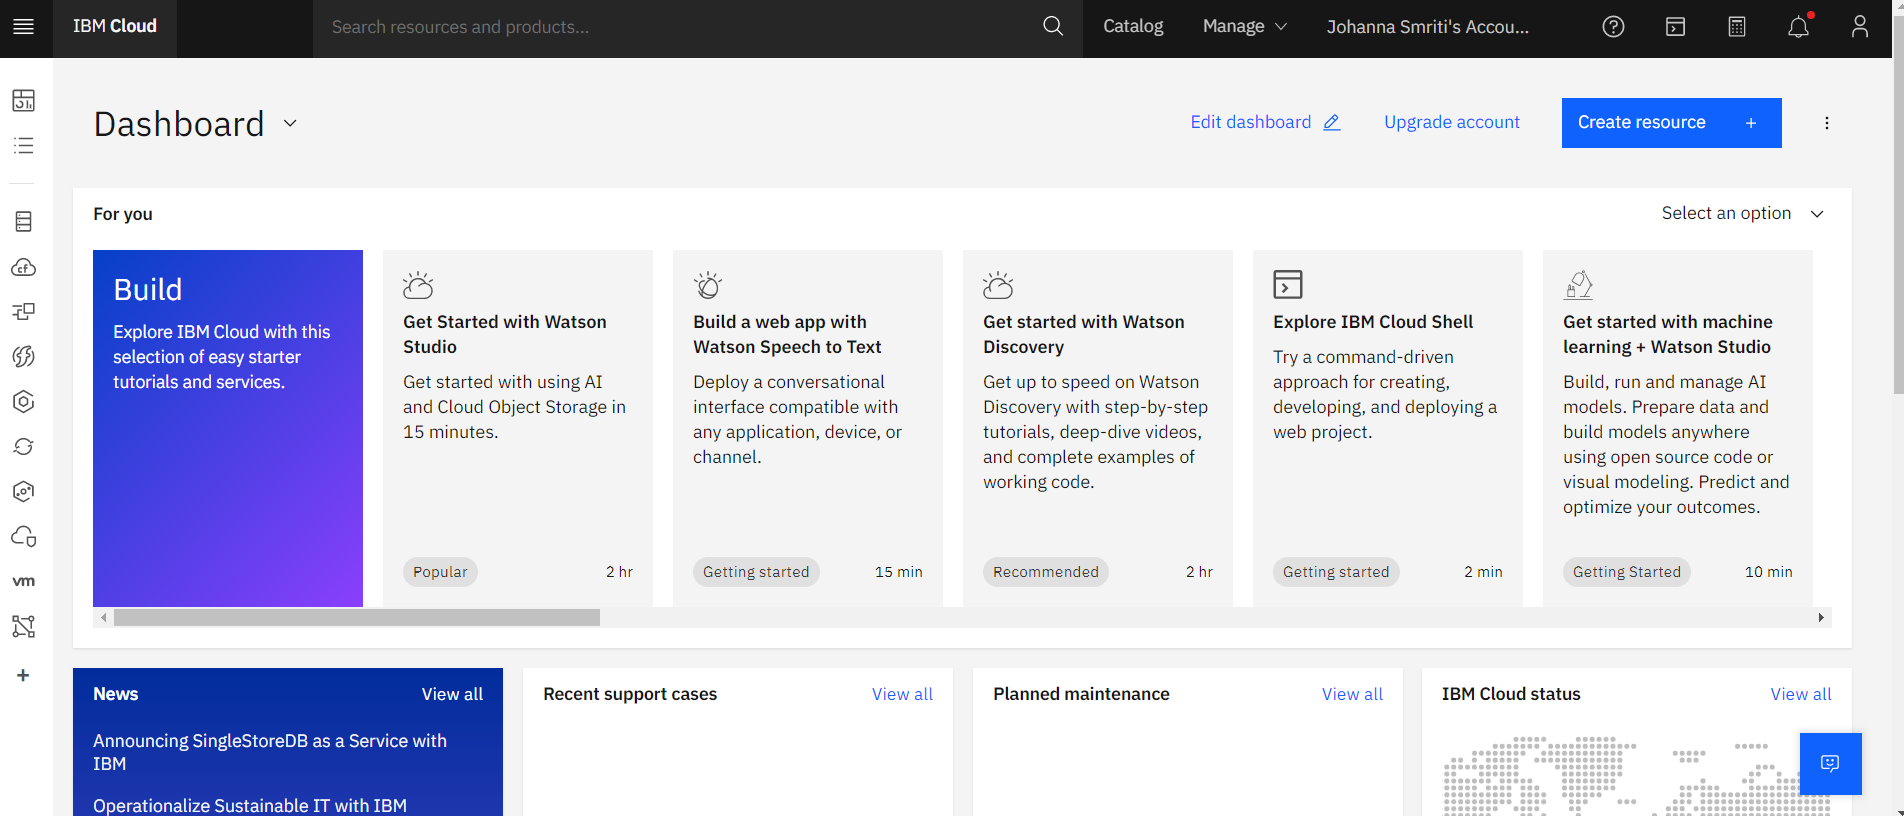 IBM Cloud
Search resources and products...
Catalog
Manage
Johanna Smriti's Accou...
Dashboard
Edit dashboard
Upgrade account
Create resource +
For you
Select an option
Build
Explore IBM Cloud with this
selection of easy starter
tutorials and services.
Get Started with Watson
Studio
Get started with using AI
and Cloud Object Storage in
15 minutes.
Popular
2 hr
Build a web app with
Watson Speech to Text
Deploy a conversational
interface compatible with
any application, device, or
channel.
Getting started
15 min
Get started with Watson
Discovery
Get up to speed on Watson
Discovery with step-by-step
tutorials, deep-dive videos,
and complete examples of
working code.
Recommended
2 hr
Explore IBM Cloud Shell
Try a command-driven
approach for creating,
developing, and deploying a
web project.
Getting started
2 min
Get started with machine
learning + Watson Studio
Build, run and manage AI
models. Prepare data and
build models anywhere
using open source code or
visual modeling. Predict and
optimize your outcomes.
Getting Started
10 min
cf
vm
News
View all
Announcing SingleStoreDB as a Service with
IBM
Operationalize Sustainable IT with IBM
Recent support cases
View all
Planned maintenance
View all
IBM Cloud status
View all